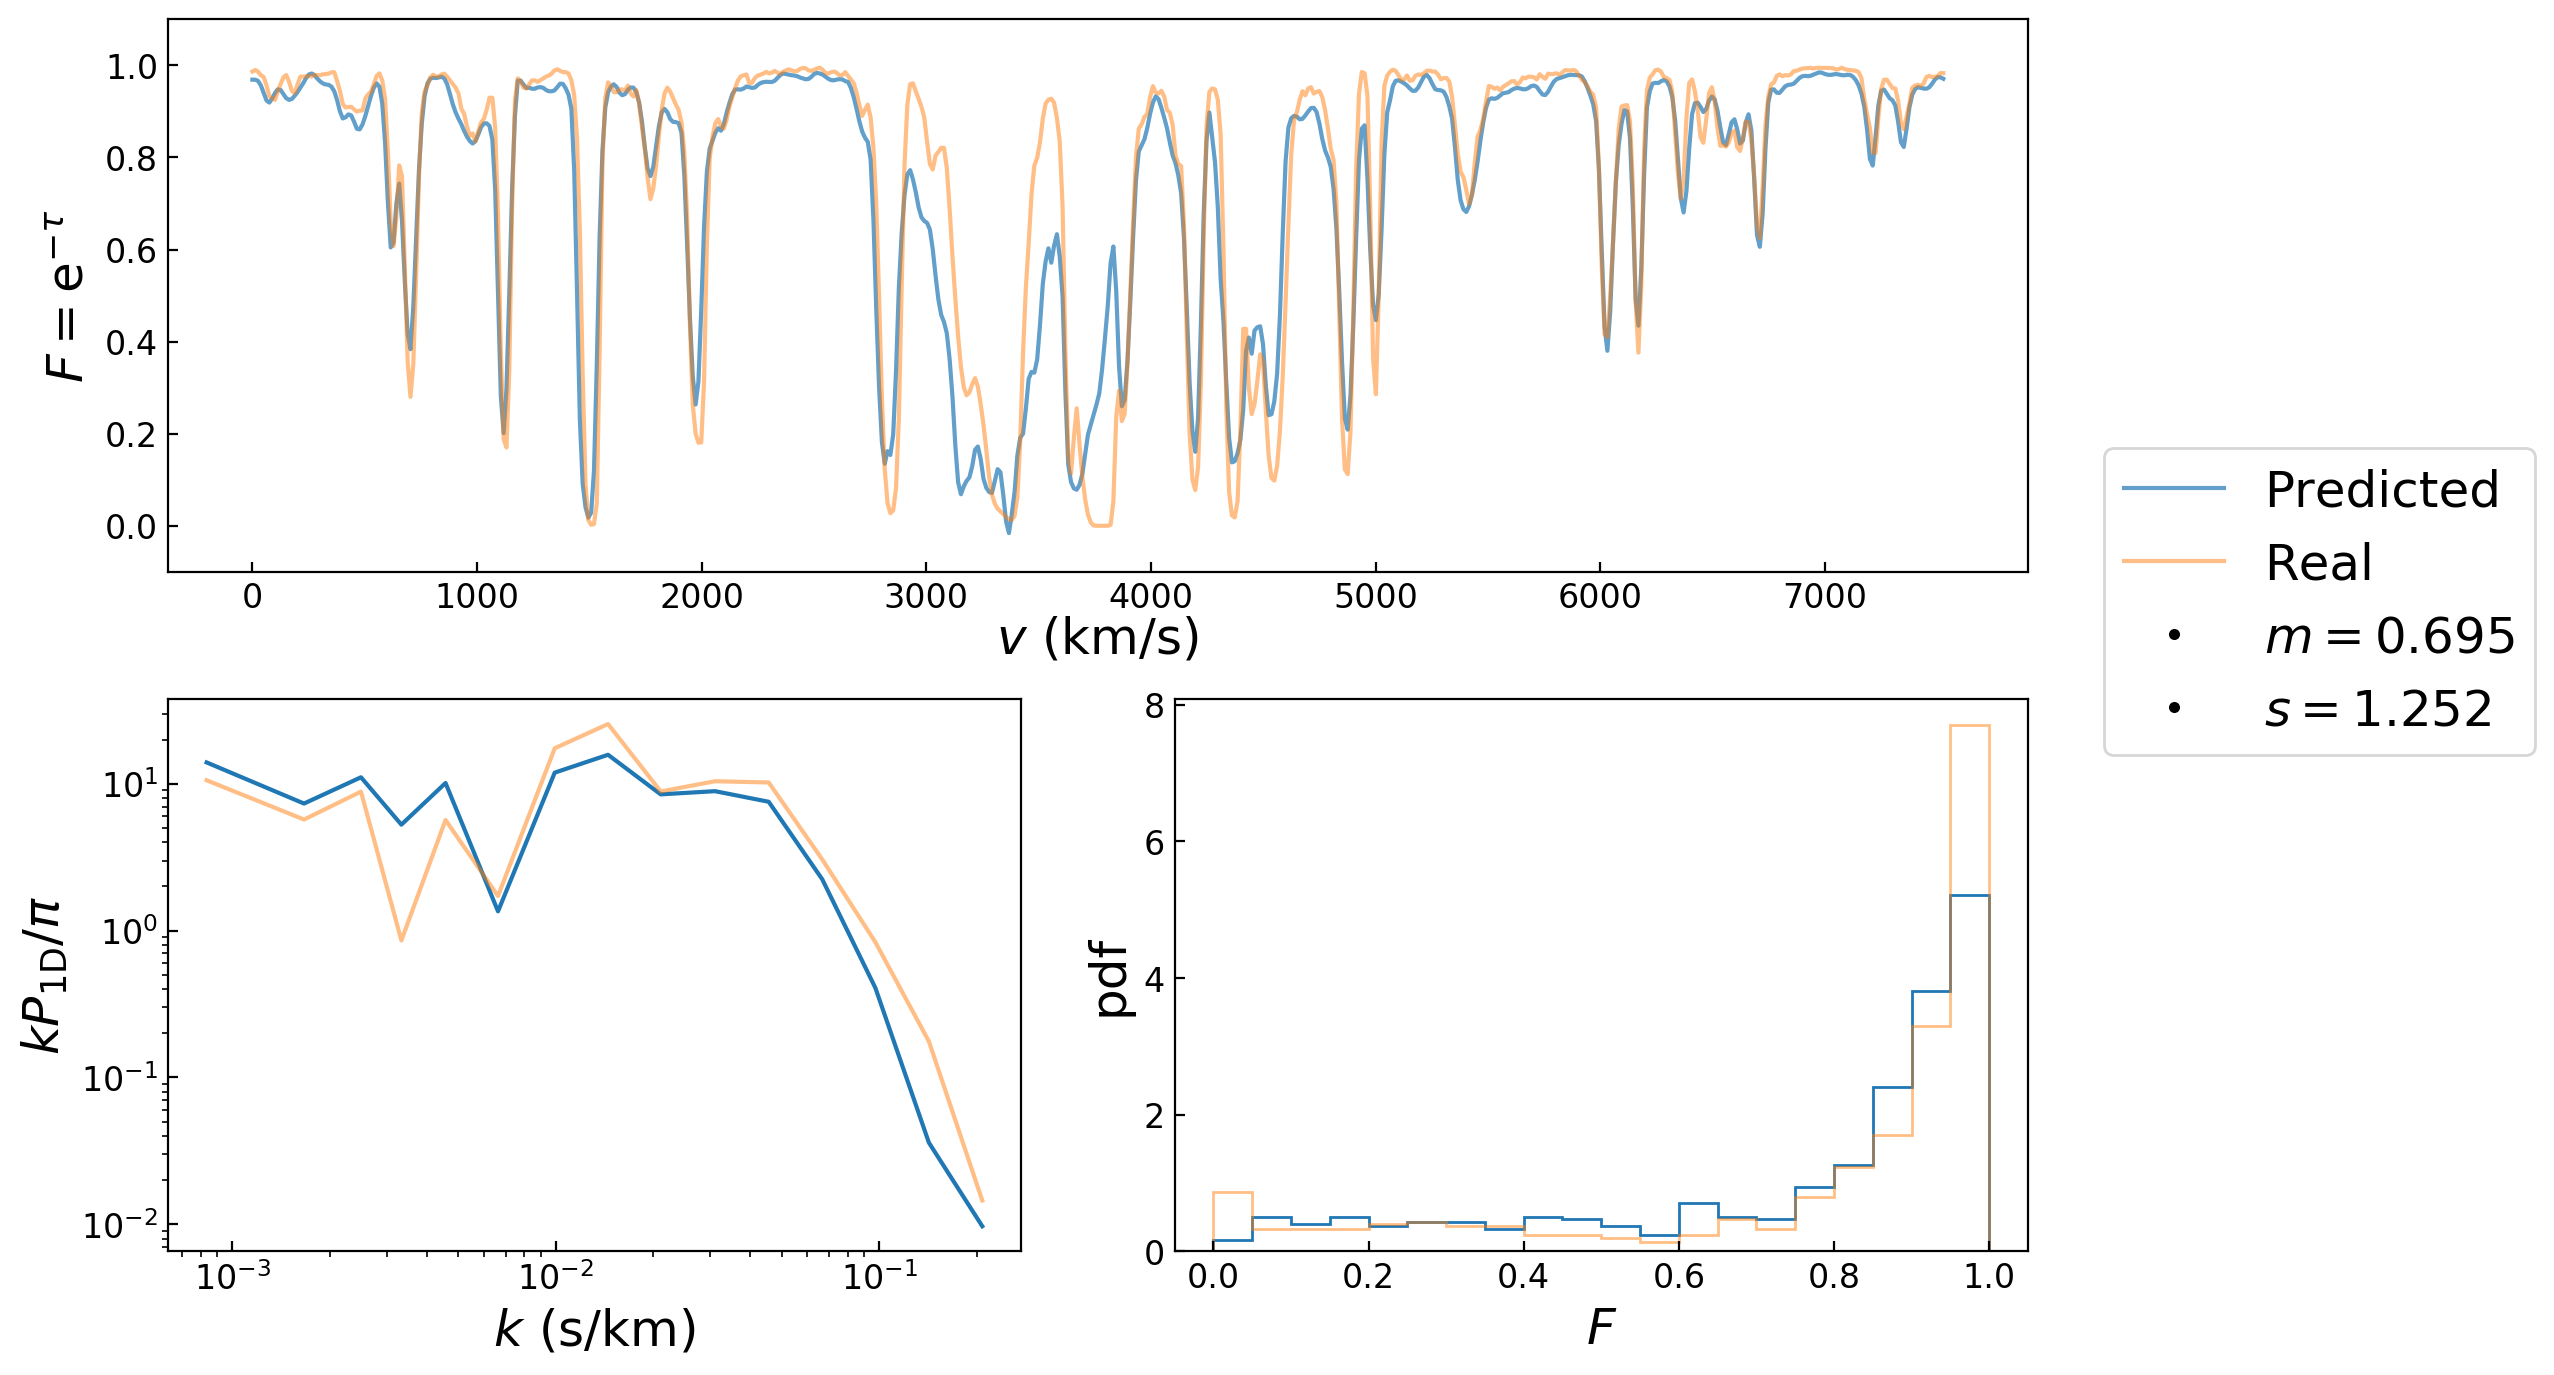 1.0
0.8
0.6
0.4
0.2
0.0
F = e^{−τ}
0 1000 2000 3000 4000 5000 6000 7000
v (km/s)
Predicted
Real
m = 0.695
s = 1.252
10^1
10^0
10^{−1}
10^{−2}
kP_{1D}/π
10^{−3} 10^{−2} 10^{−1}
k (s/km)
8
6
4
2
0
pdf
0.0 0.2 0.4 0.6 0.8 1.0
F